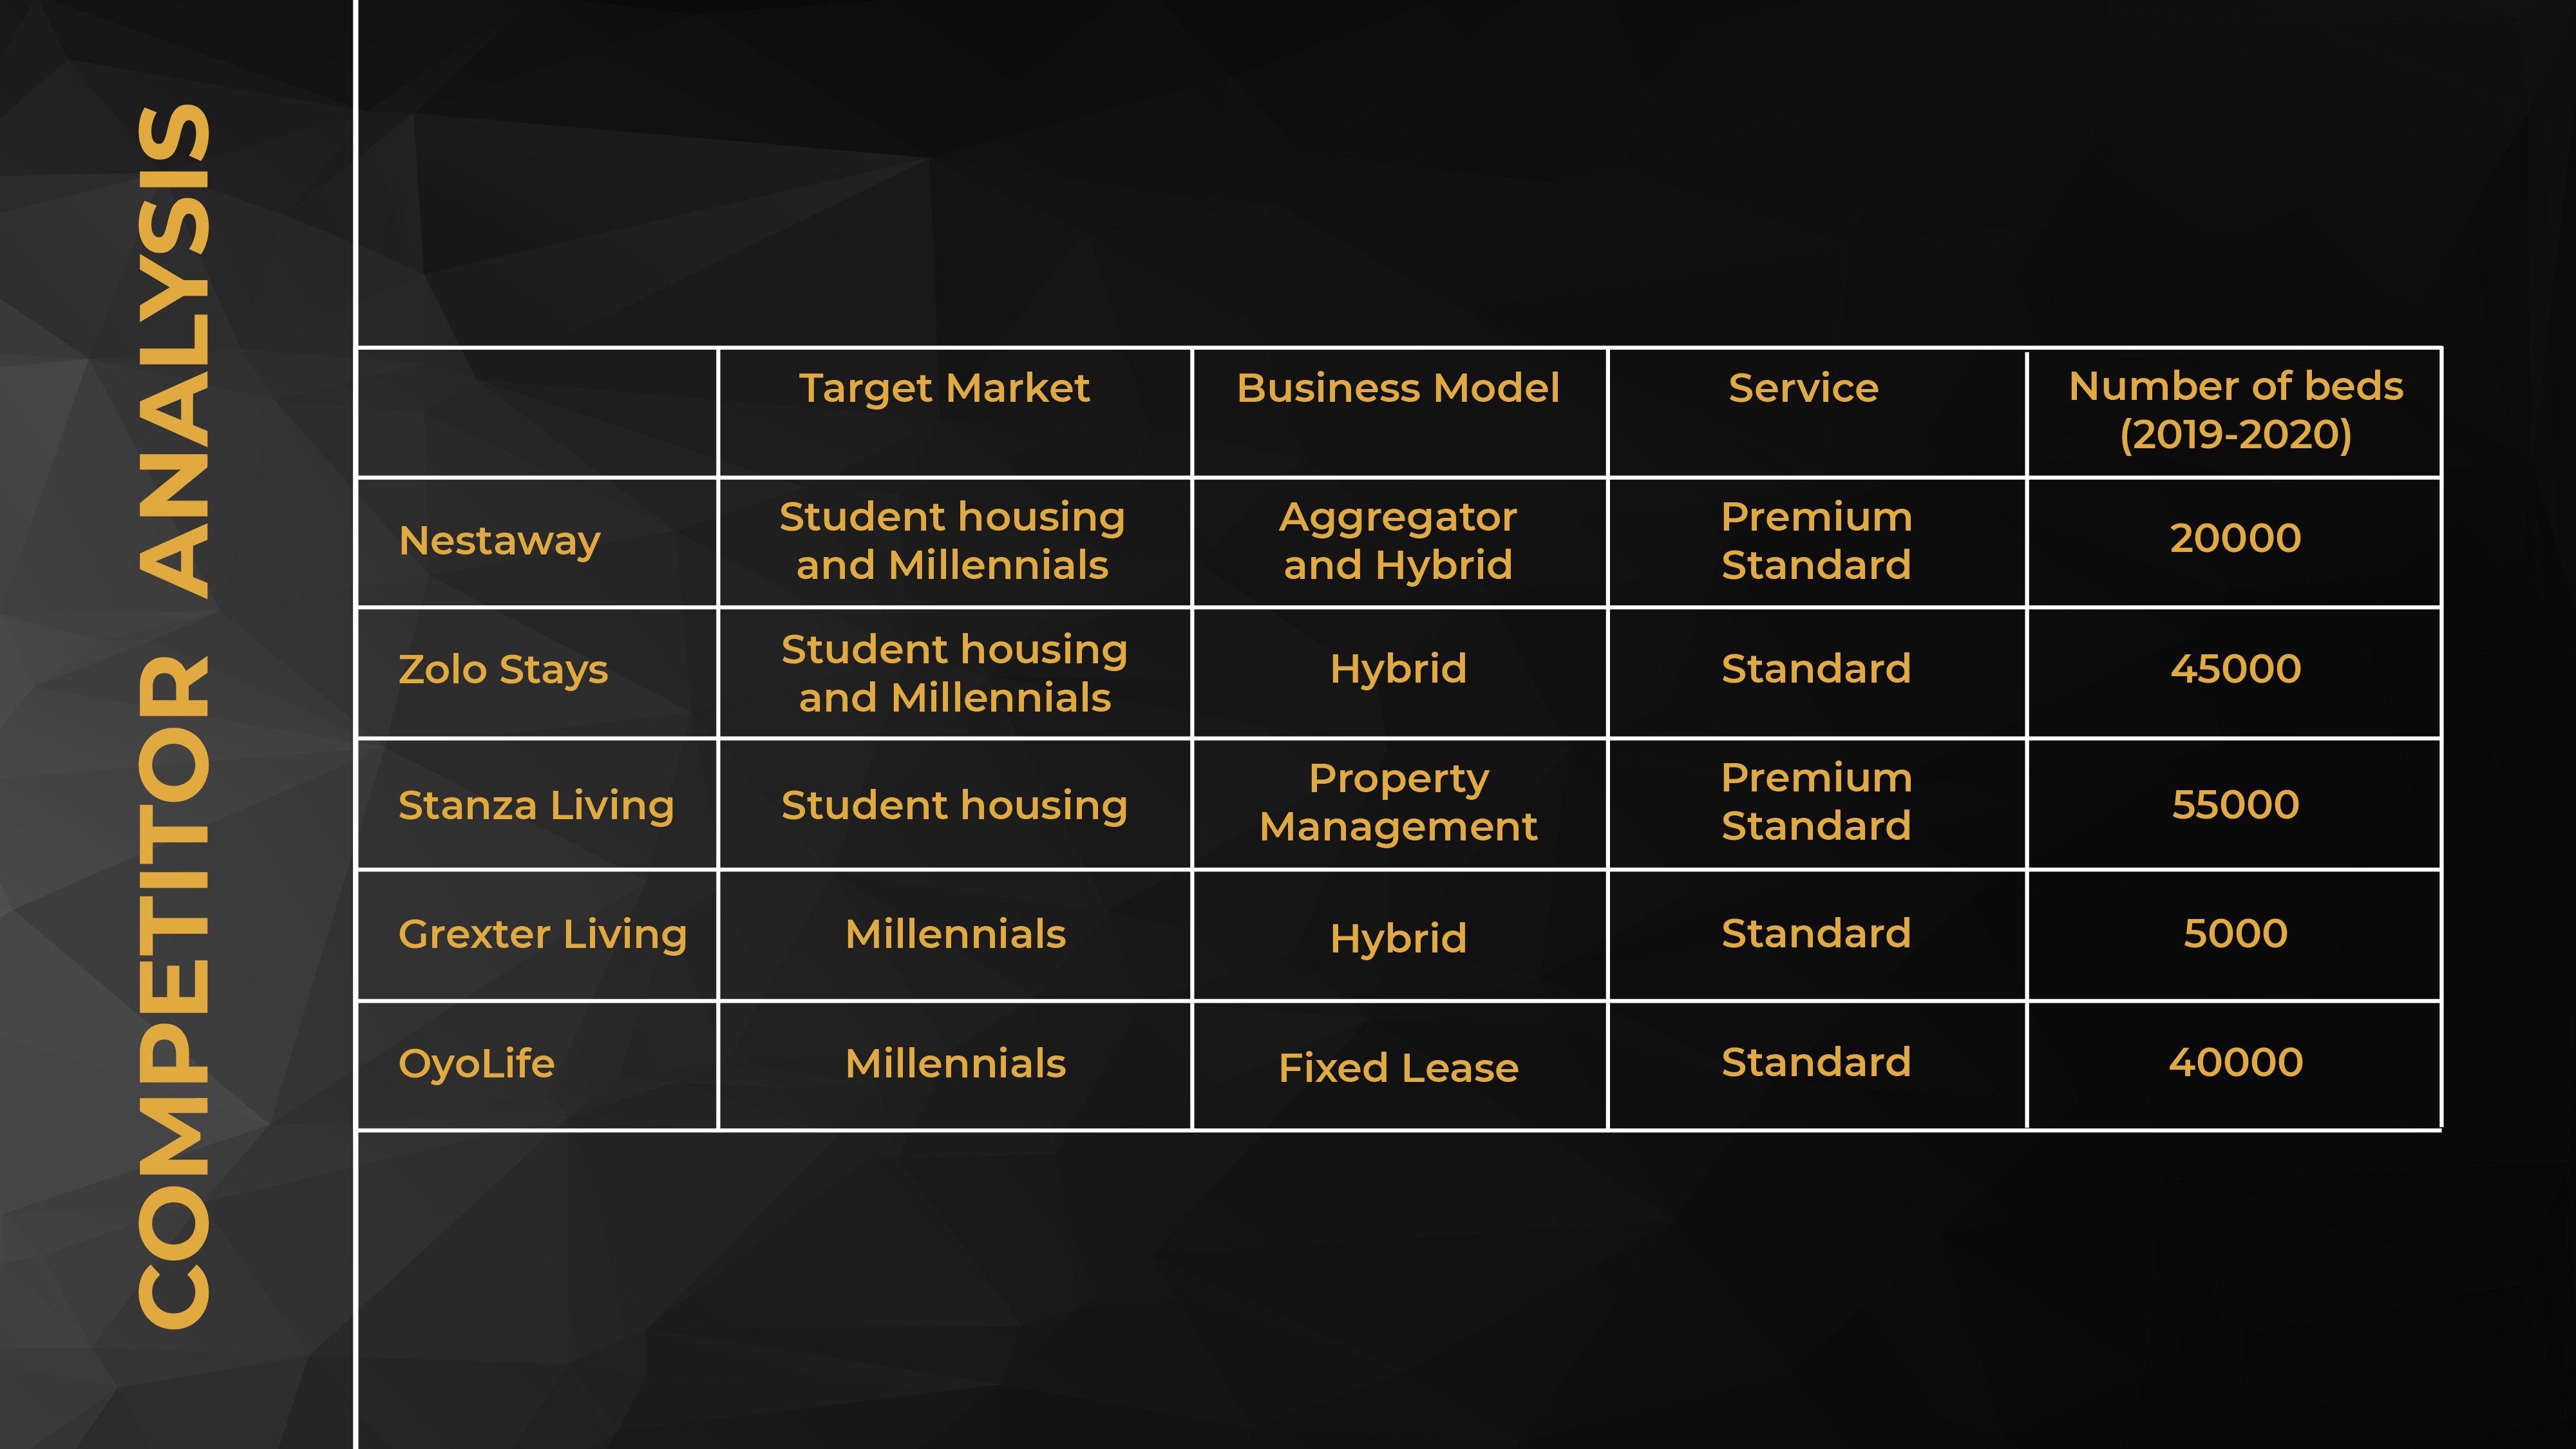 COMPETITOR ANALYSIS
Target Market
Business Model
Service
Number of beds
(2019-2020)
Nestaway
Student housing
and Millennials
Aggregator
and Hybrid
Premium
Standard
20000
Zolo Stays
Student housing
and Millennials
Hybrid
Standard
45000
Stanza Living
Student housing
Property
Management
Premium
Standard
55000
Grexter Living
Millennials
Hybrid
Standard
5000
OyoLife
Millennials
Fixed Lease
Standard
40000